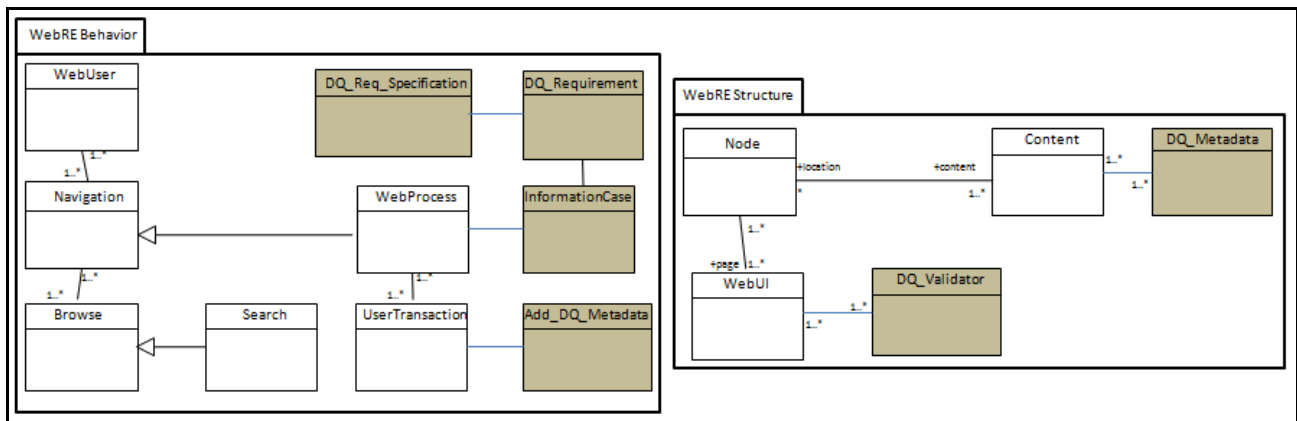 WebRE Behavior
WebUser
DQ_Req_Specification
DQ_Requirement
1..*
1..*
Navigation
WebProcess
InformationCase
1..*
1..*
1..*
1..*
Browse
Search
UserTransaction
Add_DQ_Metadata
WebRE Structure
Node
Content
DQ_Metadata
+location
+content
1..*
1..*
*
1..*
1..*
+page
1..*
WebUI
DQ_Validator
1..*
1..*